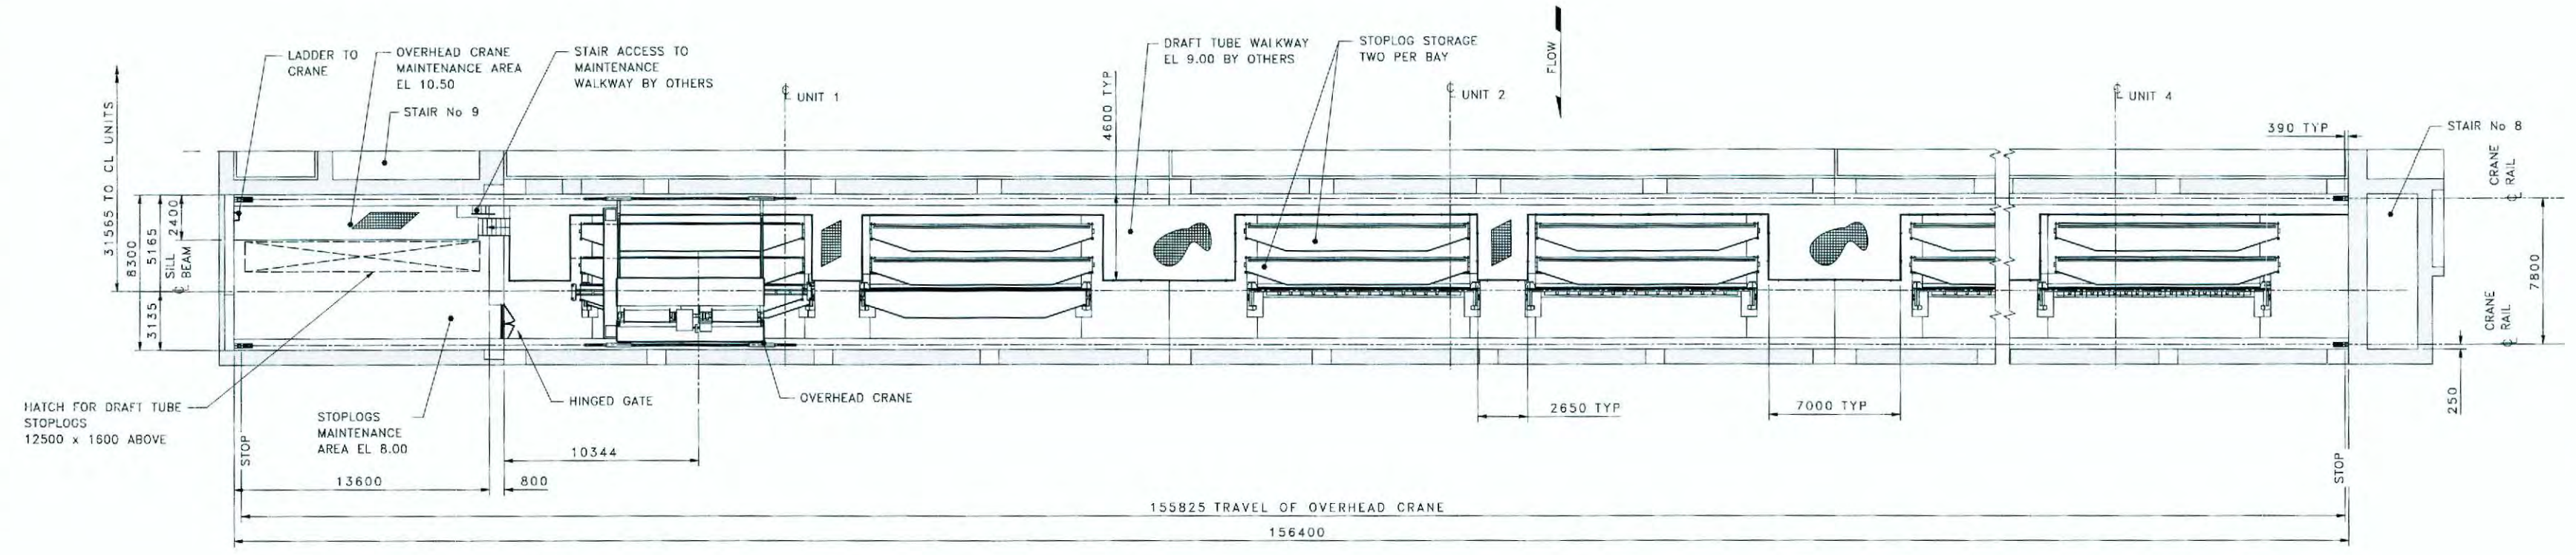 LADDER TO
CRANE
OVERHEAD CRANE
MAINTENANCE AREA
EL 10.50
STAIR No 9
STAIR ACCESS TO
MAINTENANCE
WALKWAY BY OTHERS
℄ UNIT 1
4600 TYP
DRAFT TUBE WALKWAY
EL 9.00 BY OTHERS
STOPLOG STORAGE
TWO PER BAY
℄ UNIT 2
FLOW
℄ UNIT 4
390 TYP
STAIR No 8
CRANE
RAIL
℄
7800
CRANE
RAIL
℄
250
31565 TO CL UNITS
8300
5165
2400
℄ SILL
BEAM
3135
HATCH FOR DRAFT TUBE
STOPLOGS
12500 x 1600 ABOVE
STOPLOGS
MAINTENANCE
AREA EL 8.00
HINGED GATE
OVERHEAD CRANE
2650 TYP
7000 TYP
10344
STOP
STOP
13600
800
155825 TRAVEL OF OVERHEAD CRANE
156400